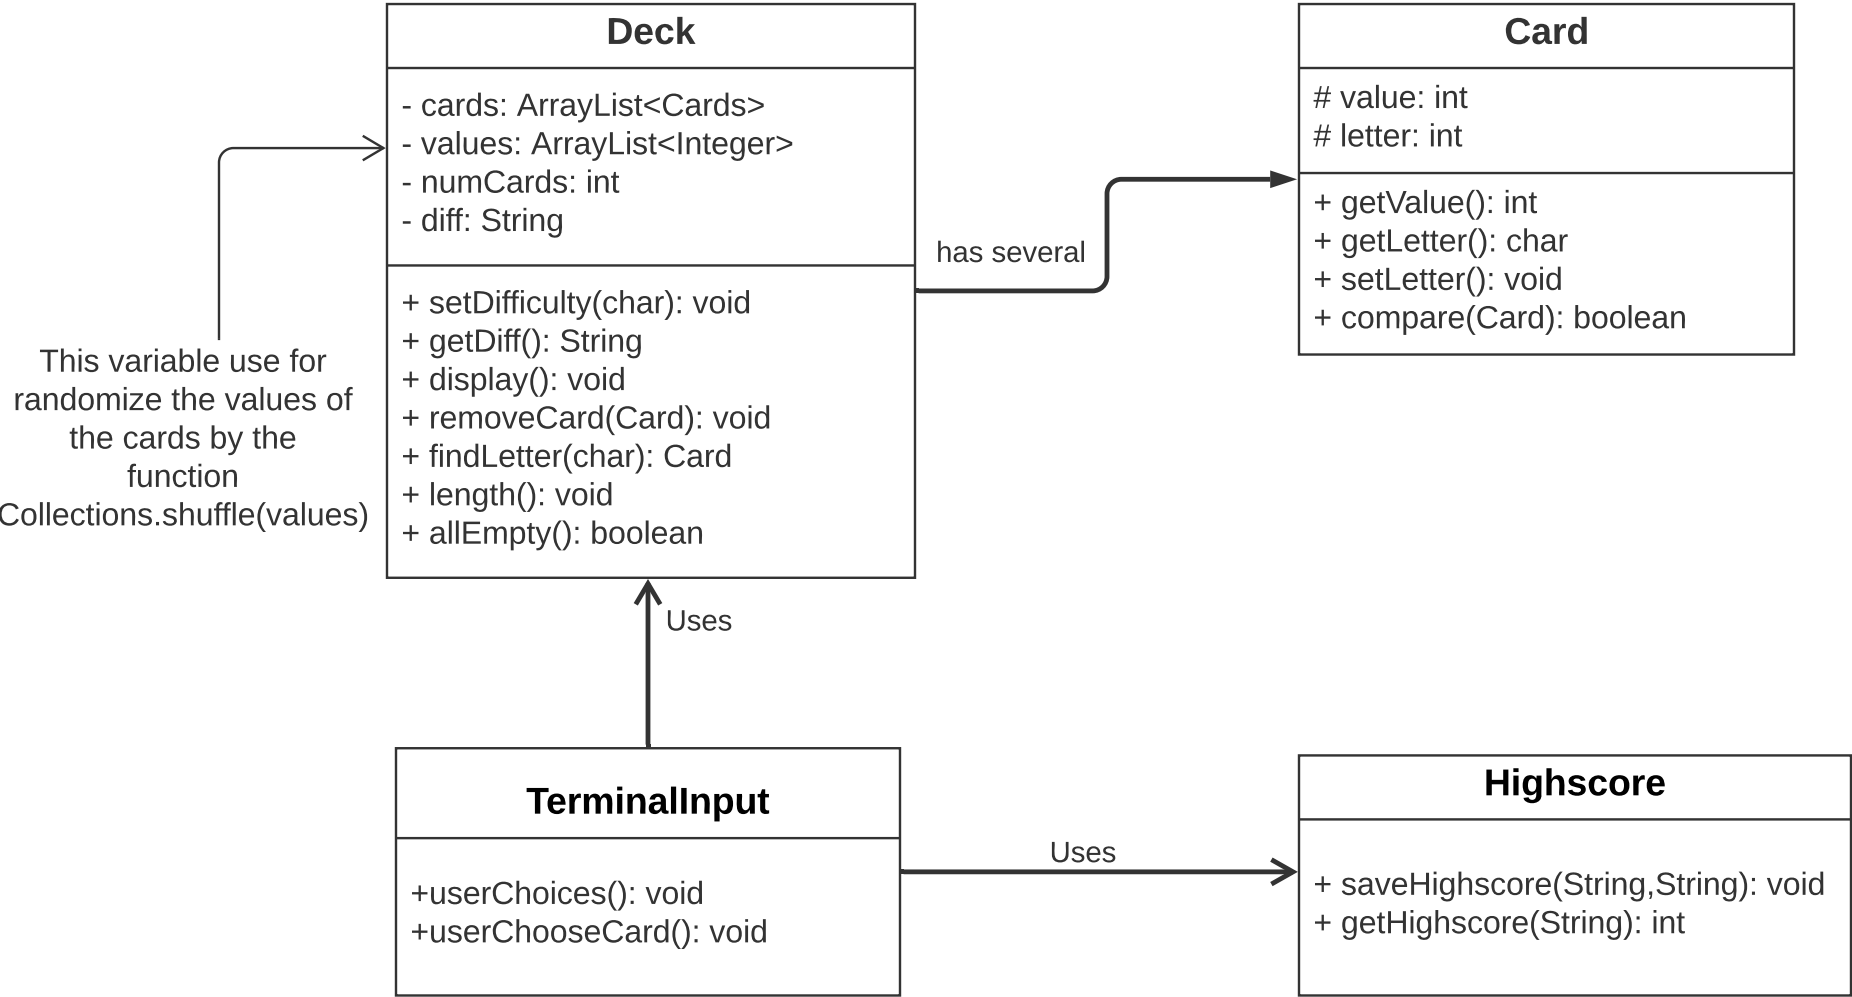 Deck
- cards: ArrayList<Cards>
- values: ArrayList<Integer>
- numCards: int
- diff: String
+ setDifficulty(char): void
+ getDiff(): String
+ display(): void
+ removeCard(Card): void
+ findLetter(char): Card
+ length(): void
+ allEmpty(): boolean
This variable use for
randomize the values of
the cards by the
function
Collections.shuffle(values)
has several
Card
# value: int
# letter: int
+ getValue(): int
+ getLetter(): char
+ setLetter(): void
+ compare(Card): boolean
Uses
TerminalInput
+userChoices(): void
+userChooseCard(): void
Uses
Highscore
+ saveHighscore(String,String): void
+ getHighscore(String): int